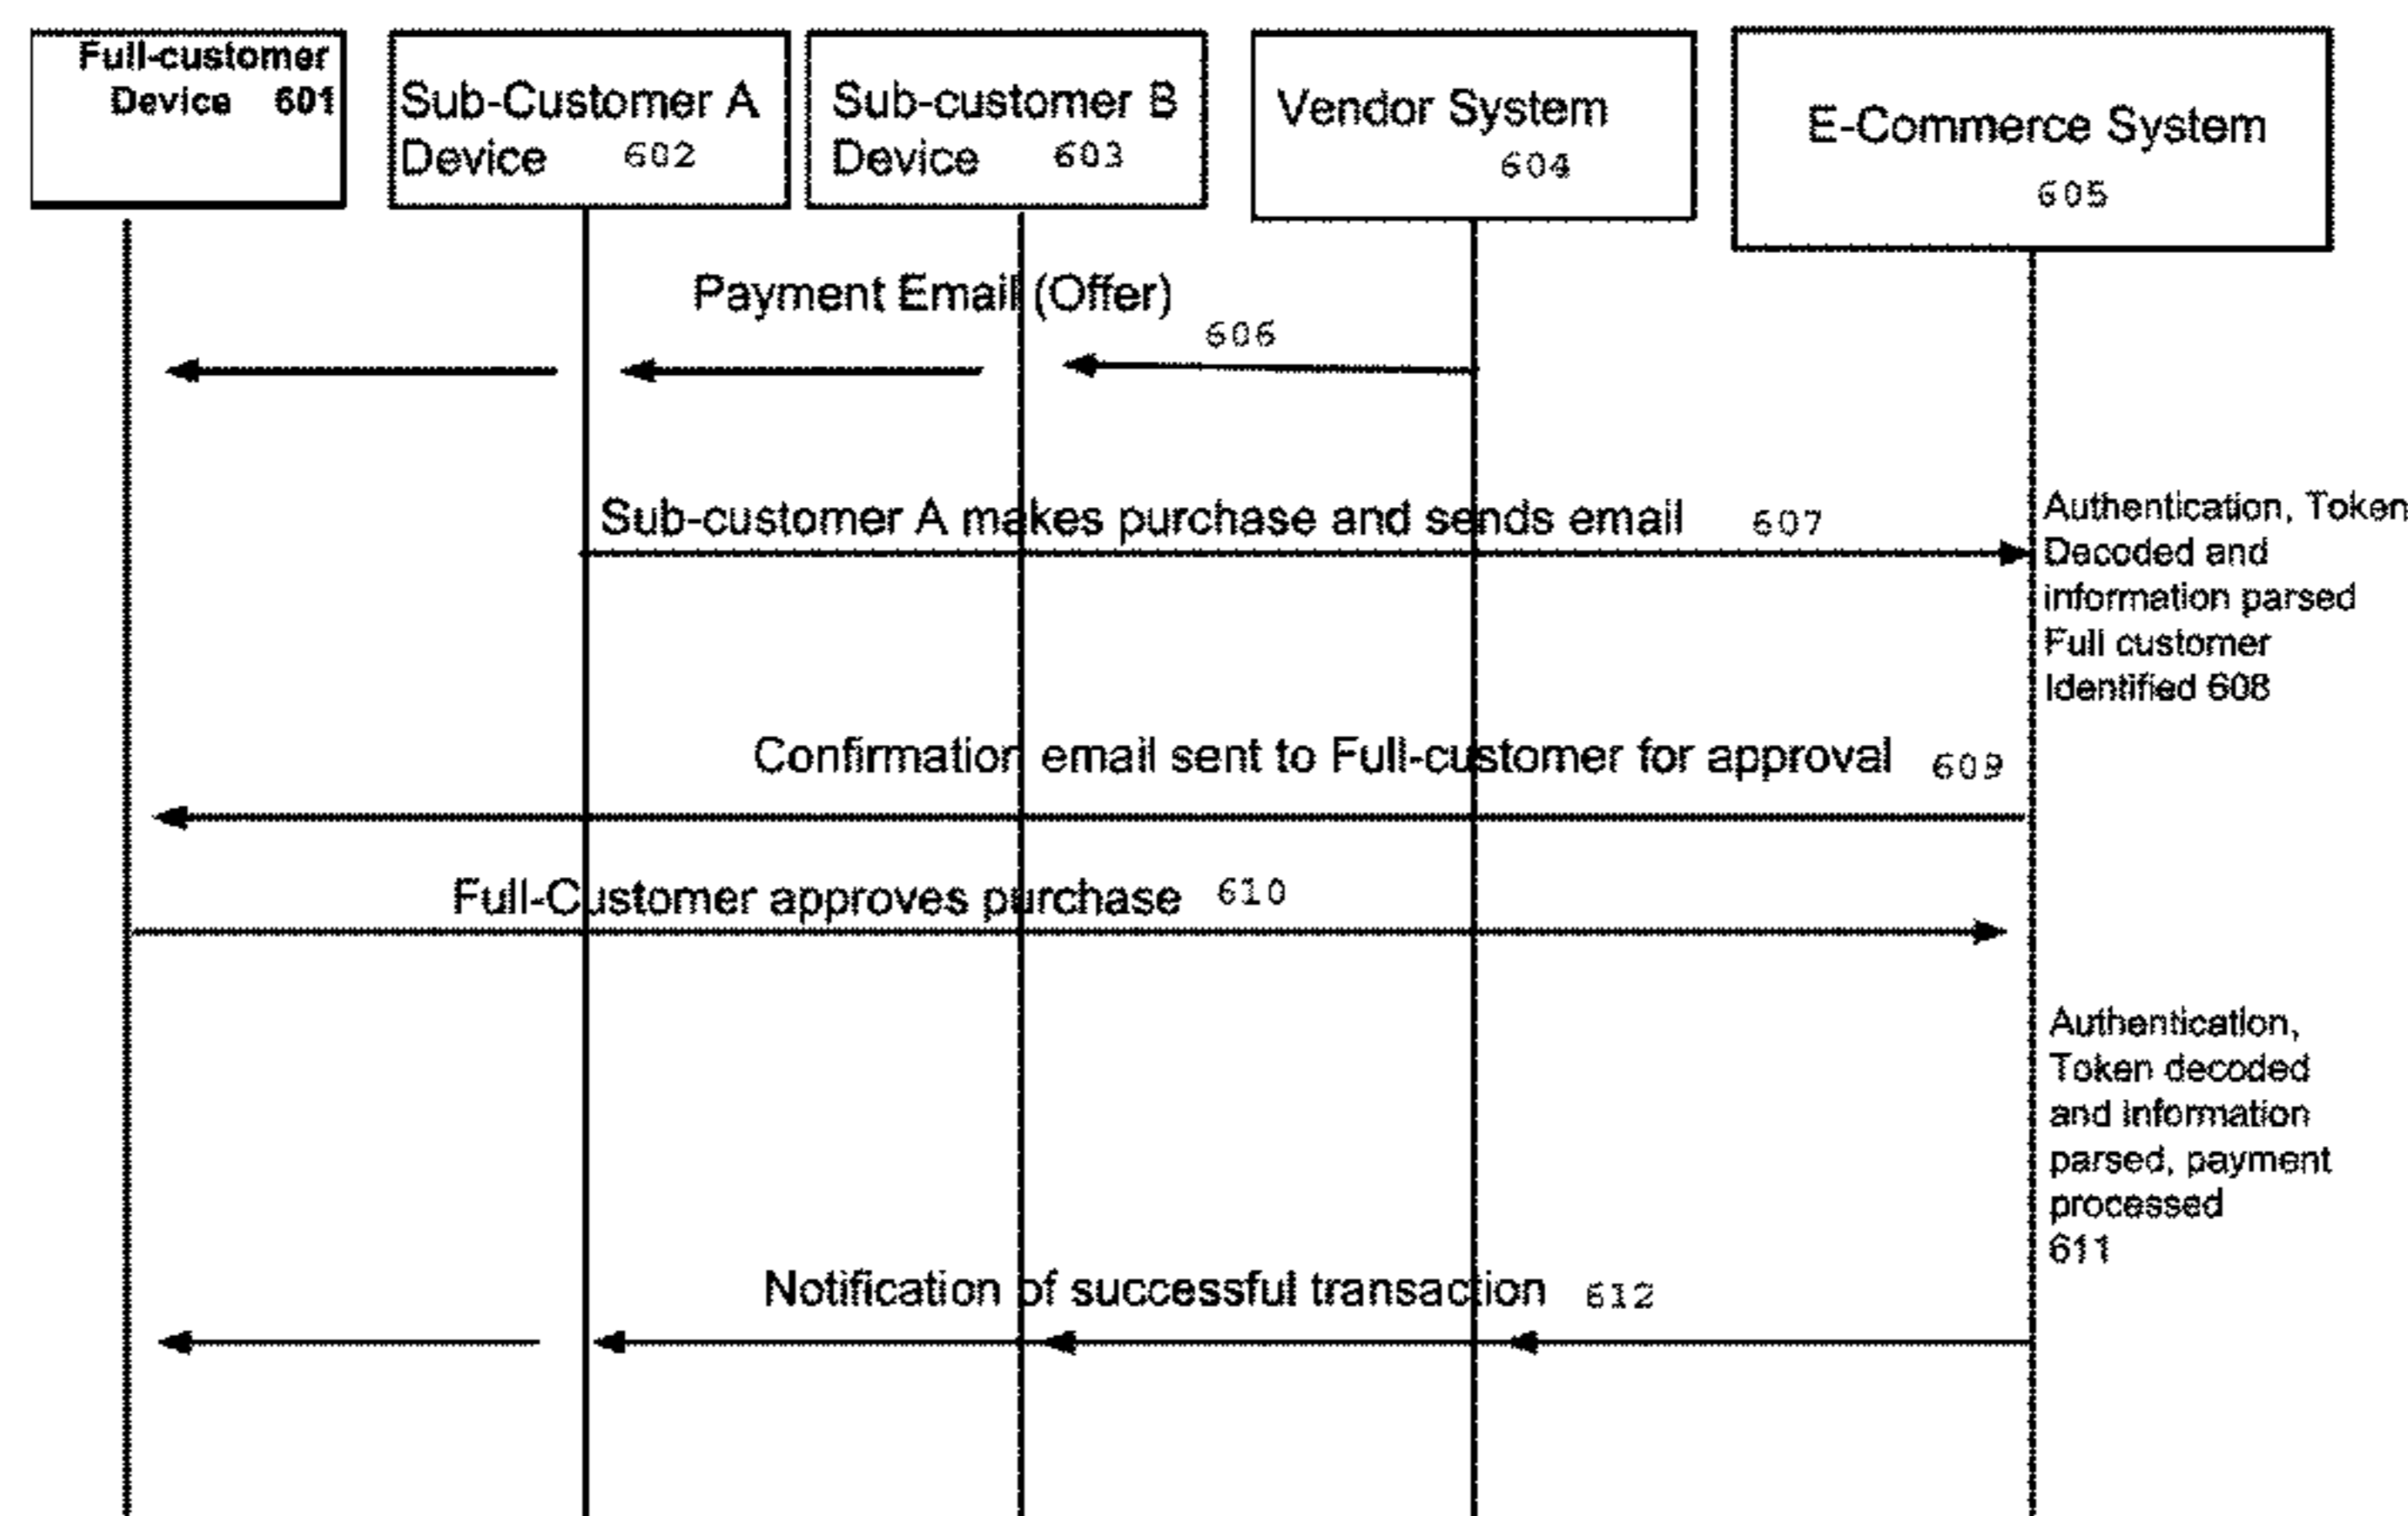 Full-customer
Device 601
Sub-Customer A
Device 602
Sub-customer B
Device 603
Vendor System
604
E-Commerce System
605
Payment Email (Offer)
606
Sub-customer A makes purchase and sends email 607
Authentication, Token
Decoded and
information parsed
Full customer
Identified 608
Confirmation email sent to Full-customer for approval 609
Full-Customer approves purchase 610
Authentication,
Token decoded
and information
parsed, payment
processed
611
Notification of successful transaction 612